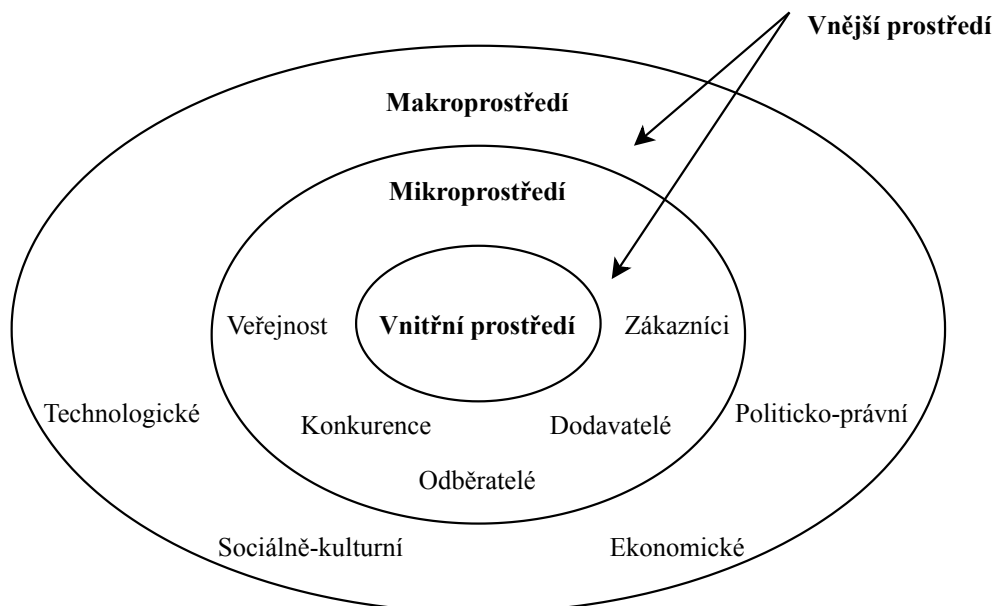 Vnější prostředí
Makroprostředí
Mikroprostředí
Veřejnost
Vnitřní prostředí
Zákazníci
Technologické
Konkurence
Dodavatelé
Politicko-právní
Odběratelé
Sociálně-kulturní
Ekonomické